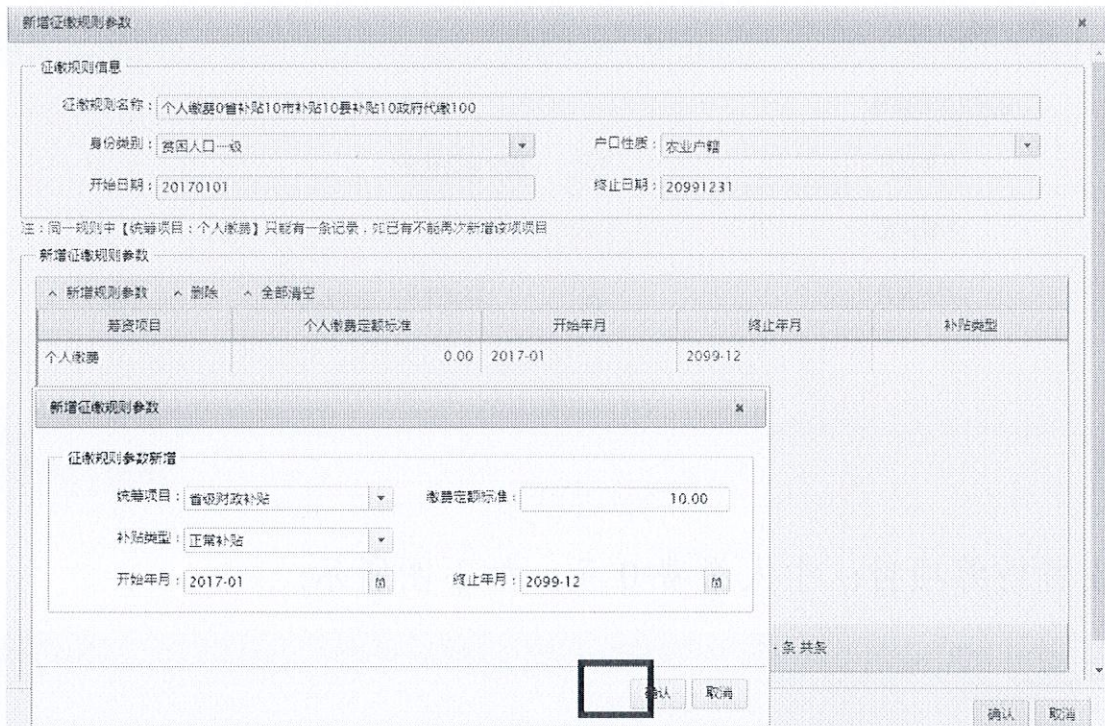 新增征缴规则参数
征缴规则信息
征缴规则名称：个人缴费0省补贴10市补贴10县补贴10政府代缴100
身份类别：贫困人口一级 户口性质：农业户籍
开始日期：20170101 终止日期：20991231
注：同一规则中【统筹项目：个人缴费】只能有一条记录，如已有不能再次新增该项项目
新增征缴规则参数
新增规则参数 删除 全部清空
筹资项目 个人缴费定额标准 开始年月 终止年月 补贴类型
个人缴费 0.00 2017-01 2099-12
新增征缴规则参数
征缴规则参数新增
统筹项目：省级财政补贴 缴费定额标准：10.00
补贴类型：正常补贴
开始年月：2017-01 终止年月：2099-12
- 条 共条
确认 取消
确认 取消